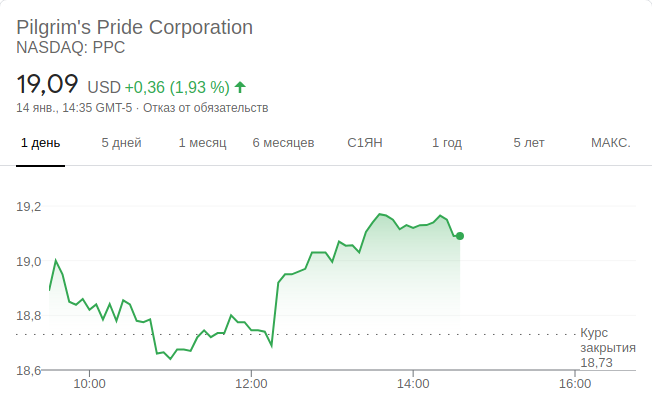 Pilgrim's Pride Corporation
NASDAQ: PPC
19,09 USD +0,36 (1,93 %)
14 янв., 14:35 GMT-5 · Отказ от обязательств
1 день 5 дней 1 месяц 6 месяцев С1ЯН 1 год 5 лет МАКС.
19,2
19,0
18,8
18,6
Курс
закрытия
18,73
10:00 12:00 14:00 16:00